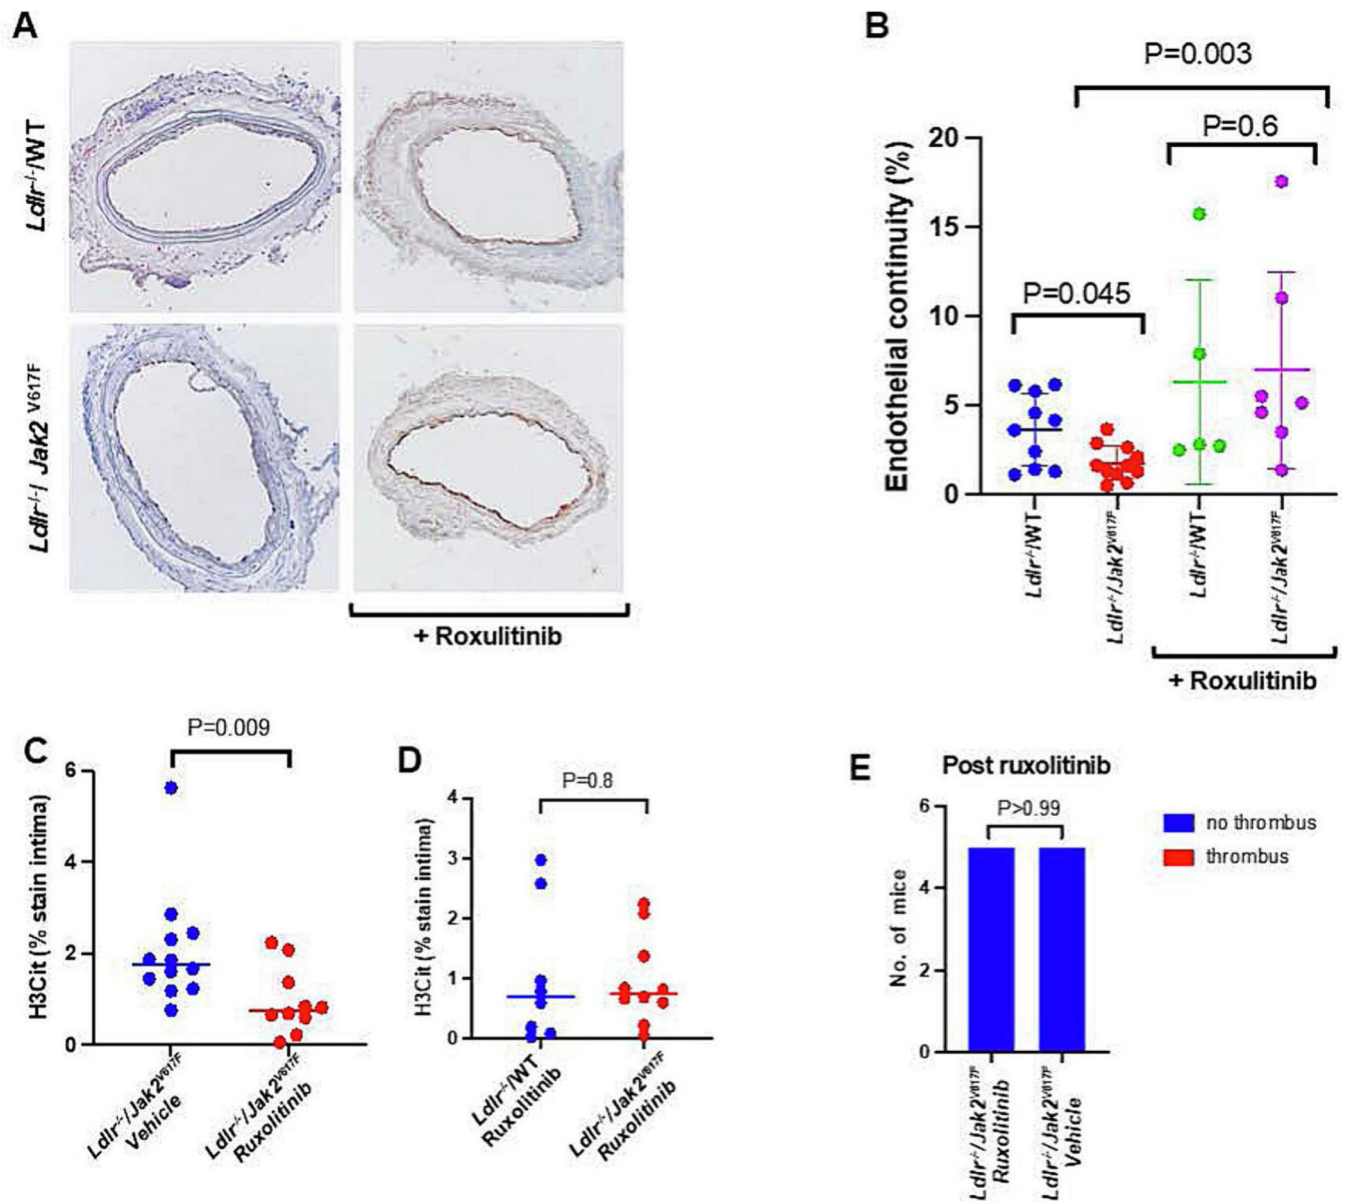 A
Ldlr-/-/WT
Ldlr-/-/ Jak2 V617F
+ Roxulitinib
B
P=0.003
P=0.6
P=0.045
Endothelial continuity (%)
20
15
10
5
0
Ldlr-/-/WT
Ldlr-/-/Jak2V617F
Ldlr-/-/WT
Ldlr-/-/Jak2V617F
+ Roxulitinib
C
P=0.009
H3Cit (% stain intima)
6
4
2
0
Ldlr-/-/Jak2V617F
Vehicle
Ldlr-/-/Jak2V617F
Ruxolitinib
D
P=0.8
H3Cit (% stain intima)
4
3
2
1
0
Ldlr-/-/WT
Ruxolitinib
Ldlr-/-/Jak2V617F
Ruxolitinib
E
Post ruxolitinib
P>0.99
No. of mice
6
4
2
0
Ldlr-/-/Jak2V617F
Ruxolitinib
Ldlr-/-/Jak2V617F
Vehicle
no thrombus
thrombus